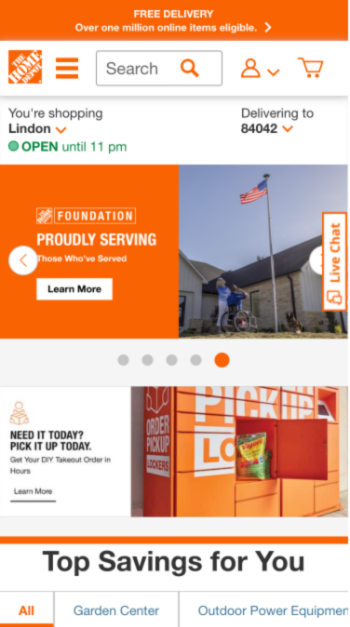 FREE DELIVERY
Over one million online items eligible.
THE HOME DEPOT
Search
You're shopping
Lindon
OPEN until 11 pm
Delivering to
84042
FOUNDATION
PROUDLY SERVING
Those Who've Served
Learn More
Live Chat
NEED IT TODAY?
PICK IT UP TODAY.
Get Your DIY Takeout Order in
Hours
Learn More
ORDER
PICKUP
LOCKERS
PICKUP
LO
Top Savings for You
All
Garden Center
Outdoor Power Equipmen